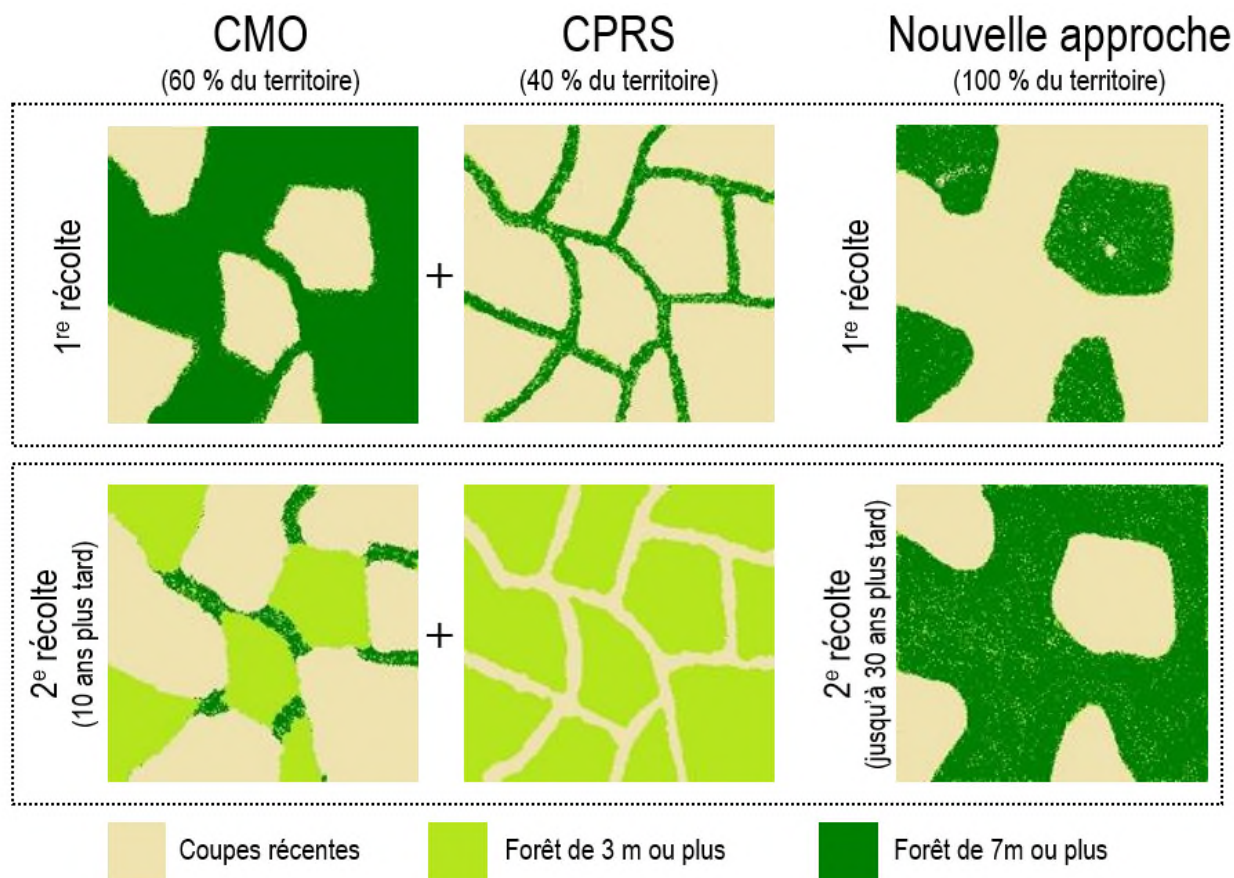 CMO
(60 % du territoire)
CPRS
(40 % du territoire)
Nouvelle approche
(100 % du territoire)
1re récolte
+
1re récolte
2e récolte
(10 ans plus tard)
+
2e récolte
(jusqu'à 30 ans plus tard)
Coupes récentes
Forêt de 3 m ou plus
Forêt de 7m ou plus